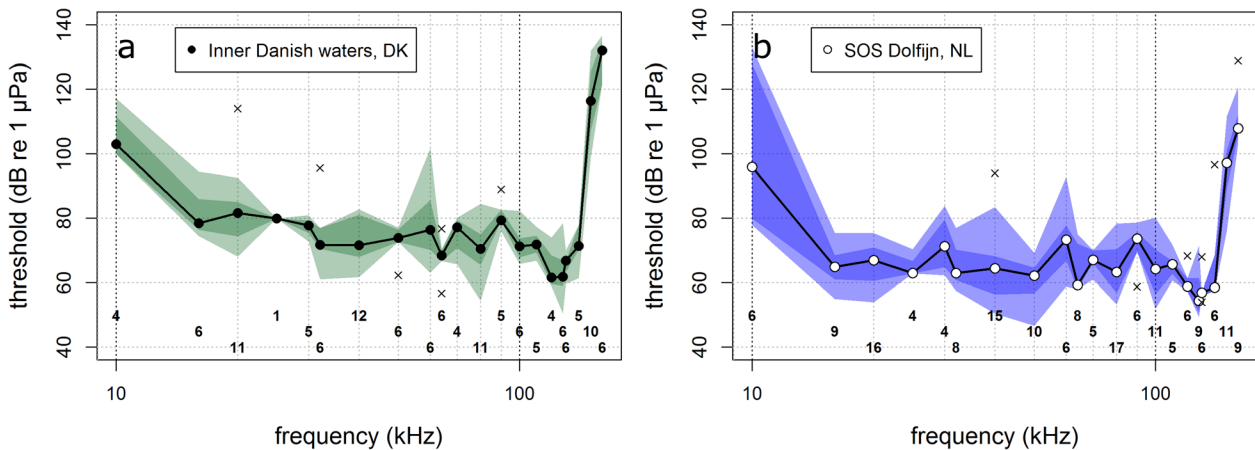 a
Inner Danish waters, DK
threshold (dB re 1 µPa)
140
120
100
80
60
40
4 6 11 1 5 6 12 6 6 6 4 11 5 6 5 4 6 6 5 10 6
10 100
frequency (kHz)
b
SOS Dolfijn, NL
threshold (dB re 1 µPa)
140
120
100
80
60
40
6 9 16 4 4 8 15 10 6 8 5 17 6 11 5 6 9 6 6 11 9
10 100
frequency (kHz)